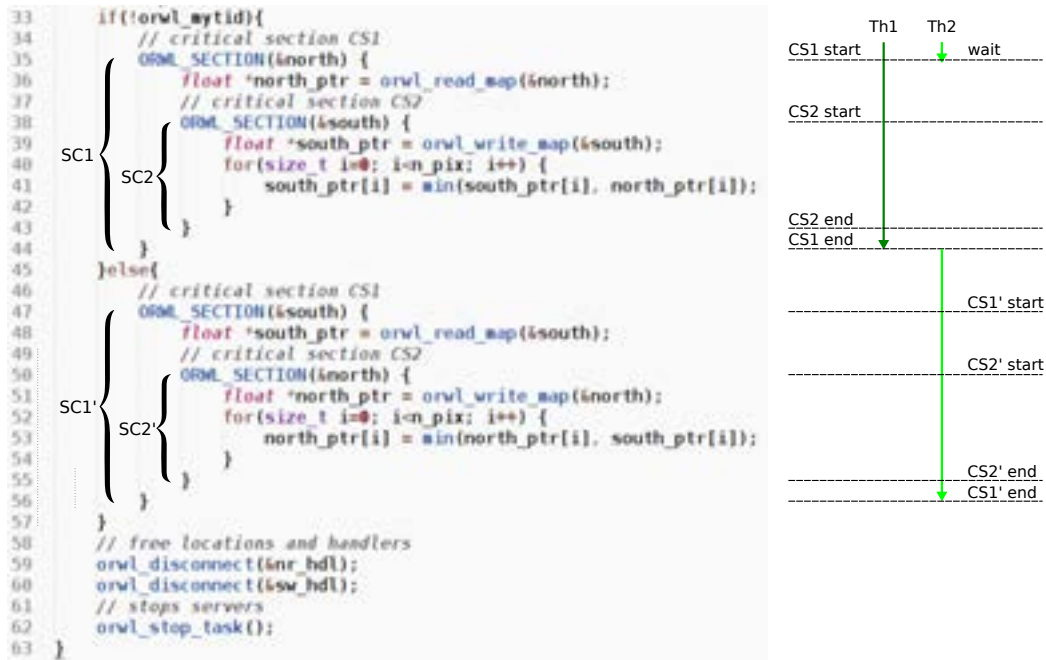 33 if(!orwl_mytid){
34 // critical section CS1
35 ORWL_SECTION(&north) {
36 float *north_ptr = orwl_read_map(&north);
37 // critical section CS2
38 ORWL_SECTION(&south) {
39 float *south_ptr = orwl_write_map(&south);
40 for(size_t i=0; i<n_pix; i++) {
41 south_ptr[i] = min(south_ptr[i], north_ptr[i]);
42 }
43 }
44 }
45 }else{
46 // critical section CS1
47 ORWL_SECTION(&south) {
48 float *south_ptr = orwl_read_map(&south);
49 // critical section CS2
50 ORWL_SECTION(&north) {
51 float *north_ptr = orwl_write_map(&north);
52 for(size_t i=0; i<n_pix; i++) {
53 north_ptr[i] = min(north_ptr[i], south_ptr[i]);
54 }
55 }
56 }
57 }
58 // free locations and handlers
59 orwl_disconnect(&nr_hdl);
60 orwl_disconnect(&sw_hdl);
61 // stops servers
62 orwl_stop_task();
63 }
SC1
SC2
SC1'
SC2'
Th1 Th2
CS1 start wait
CS2 start
CS2 end
CS1 end
CS1' start
CS2' start
CS2' end
CS1' end